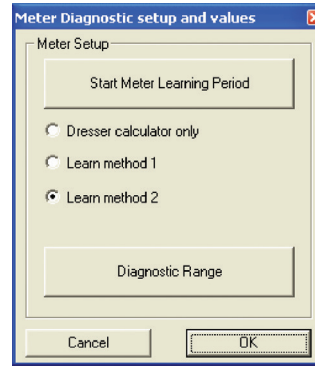 Meter Diagnostic setup and values
Meter Setup
Start Meter Learning Period
Dresser calculator only
Learn method 1
Learn method 2
Diagnostic Range
Cancel
OK